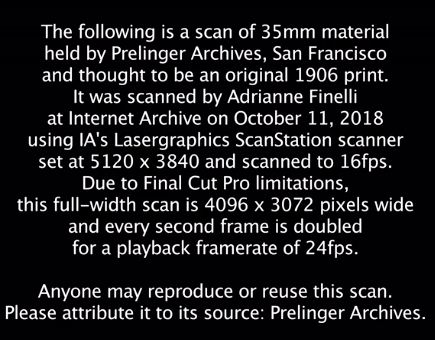 The following is a scan of 35mm material
held by Prelinger Archives, San Francisco
and thought to be an original 1906 print.
It was scanned by Adrianne Finelli
at Internet Archive on October 11, 2018
using IA's Lasergraphics ScanStation scanner
set at 5120 x 3840 and scanned to 16fps.
Due to Final Cut Pro limitations,
this full-width scan is 4096 x 3072 pixels wide
and every second frame is doubled
for a playback framerate of 24fps.
Anyone may reproduce or reuse this scan.
Please attribute it to its source: Prelinger Archives.